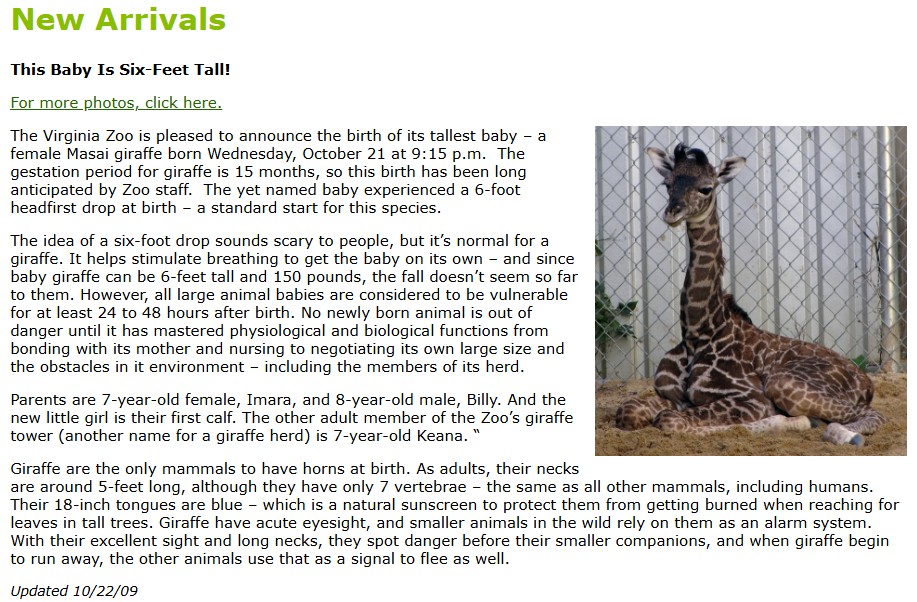 New Arrivals
This Baby Is Six-Feet Tall!
For more photos, click here.
The Virginia Zoo is pleased to announce the birth of its tallest baby – a
female Masai giraffe born Wednesday, October 21 at 9:15 p.m.  The
gestation period for giraffe is 15 months, so this birth has been long
anticipated by Zoo staff.  The yet named baby experienced a 6-foot
headfirst drop at birth – a standard start for this species.
The idea of a six-foot drop sounds scary to people, but it’s normal for a
giraffe. It helps stimulate breathing to get the baby on its own – and since
baby giraffe can be 6-feet tall and 150 pounds, the fall doesn’t seem so far
to them. However, all large animal babies are considered to be vulnerable
for at least 24 to 48 hours after birth. No newly born animal is out of
danger until it has mastered physiological and biological functions from
bonding with its mother and nursing to negotiating its own large size and
the obstacles in it environment – including the members of its herd.
Parents are 7-year-old female, Imara, and 8-year-old male, Billy. And the
new little girl is their first calf. The other adult member of the Zoo’s giraffe
tower (another name for a giraffe herd) is 7-year-old Keana. “
Giraffe are the only mammals to have horns at birth. As adults, their necks
are around 5-feet long, although they have only 7 vertebrae – the same as all other mammals, including humans.
Their 18-inch tongues are blue – which is a natural sunscreen to protect them from getting burned when reaching for
leaves in tall trees. Giraffe have acute eyesight, and smaller animals in the wild rely on them as an alarm system.
With their excellent sight and long necks, they spot danger before their smaller companions, and when giraffe begin
to run away, the other animals use that as a signal to flee as well.
Updated 10/22/09